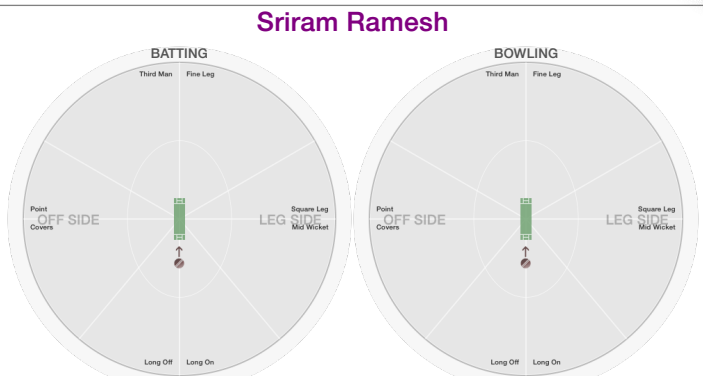 Sriram Ramesh
BATTING
Third Man Fine Leg
Point Square Leg
OFF SIDE LEG SIDE
Covers Mid Wicket
Long Off Long On
BOWLING
Third Man Fine Leg
Point Square Leg
OFF SIDE LEG SIDE
Covers Mid Wicket
Long Off Long On